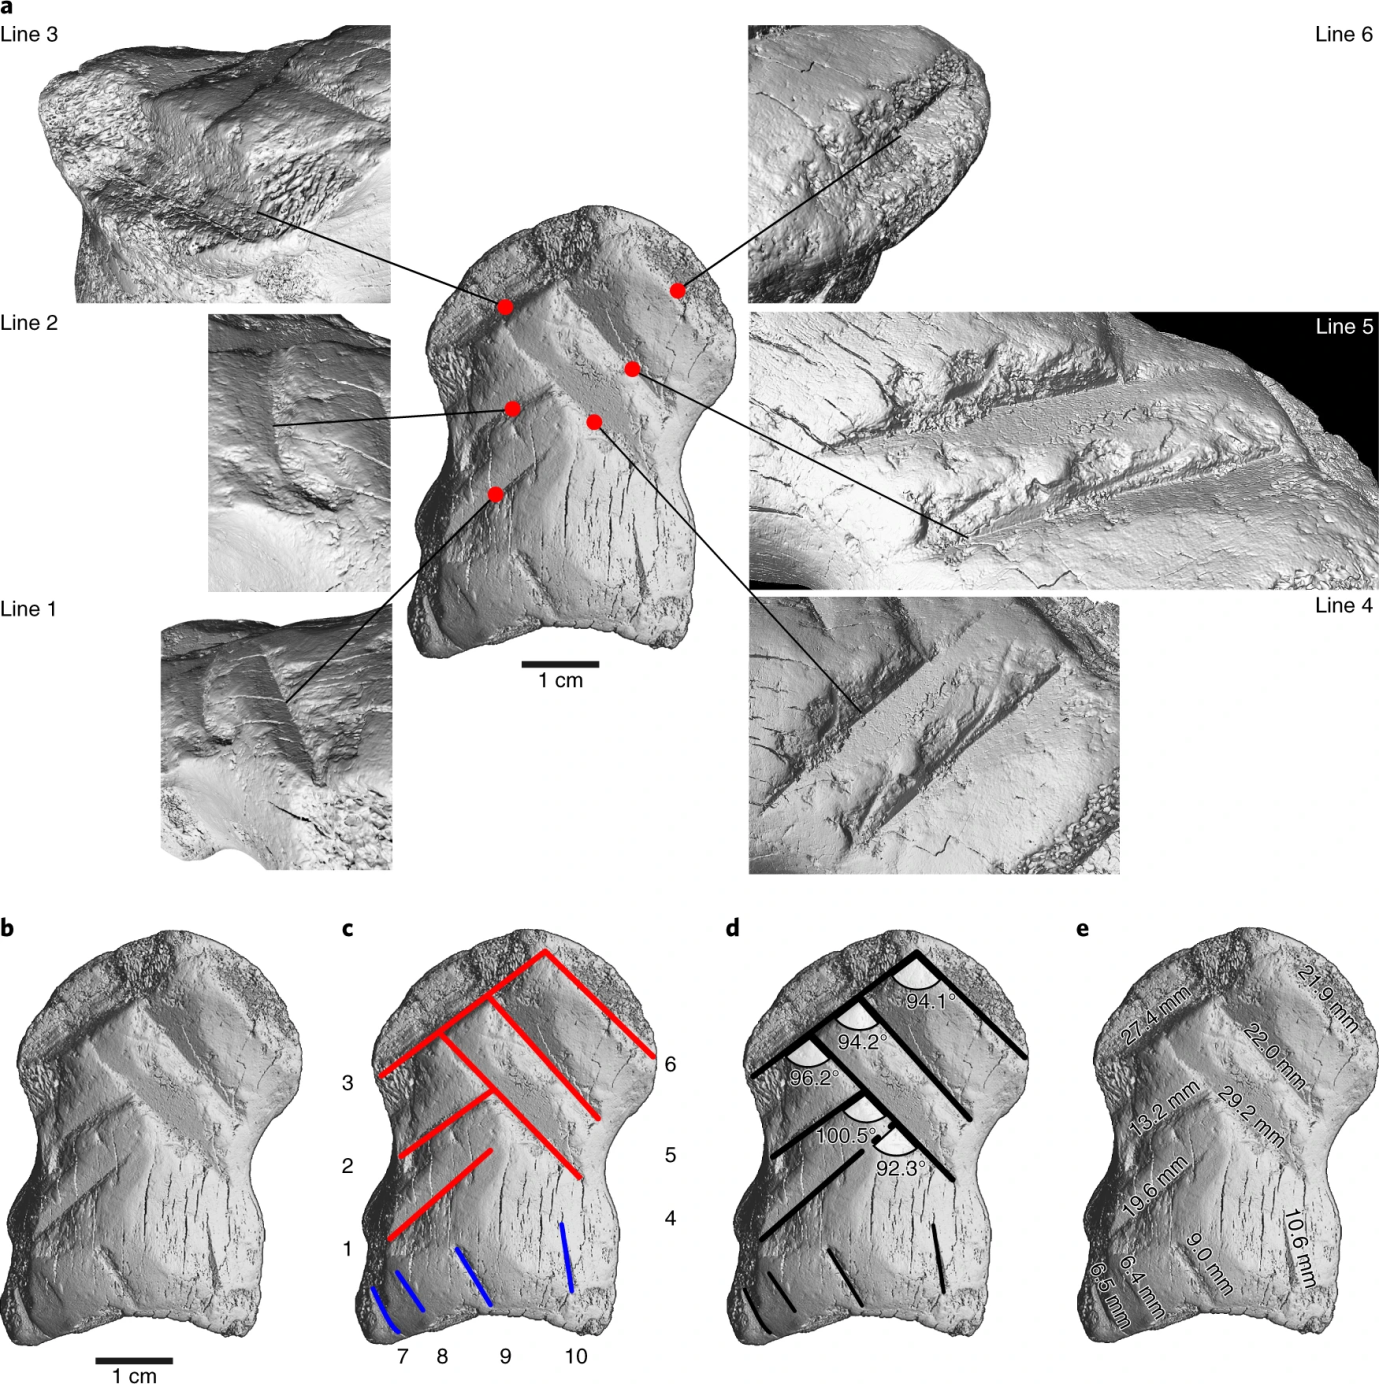 a
Line 3
Line 6
Line 2
Line 5
Line 1
Line 4
1 cm
b
c
d
e
94.1°
94.2°
96.2°
100.5°
92.3°
21.9 mm
27.4 mm
22.0 mm
13.2 mm
29.2 mm
19.6 mm
10.6 mm
9.0 mm
6.4 mm
6.5 mm
3
6
2
5
4
1
7 8 9 10
1 cm